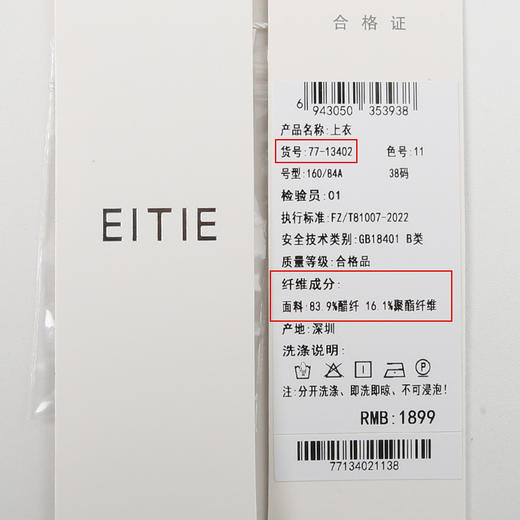 EITIE
合格证
6 943050 353938
产品名称:上衣
货号:77-13402 色号:11
号型:160/84A 38码
检验员:01
执行标准:FZ/T81007-2022
安全技术类别:GB18401 B类
质量等级:合格品
纤维成分:
面料:83.9%醋纤 16.1%聚酯纤维
产地:深圳
洗涤说明:
注:分开洗涤、即洗即晾、不可浸泡!
RMB:1899
77134021138